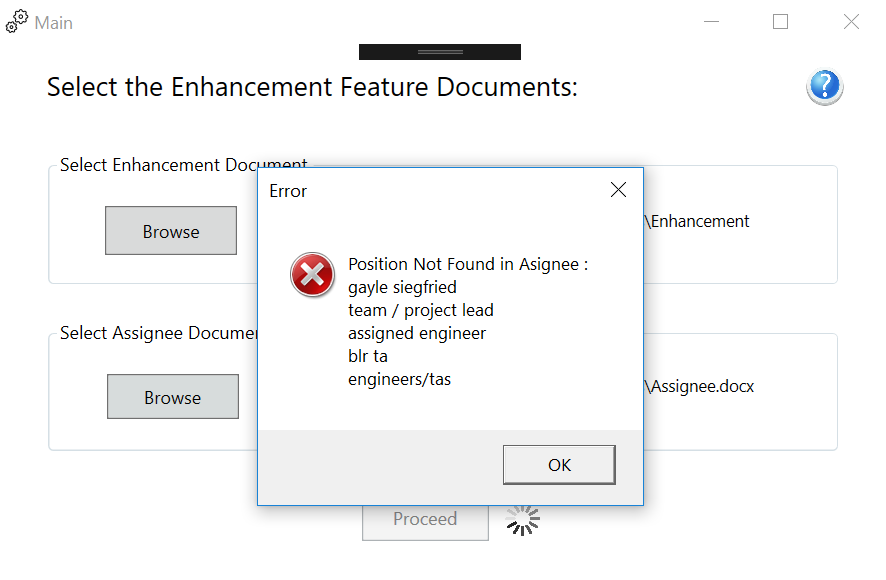 Main
Select the Enhancement Feature Documents:
Select Enhancement Document
Browse
\Enhancement
Error
Position Not Found in Asignee :
gayle siegfried
team / project lead
assigned engineer
blr ta
engineers/tas
OK
Select Assignee Documen
Browse
\Assignee.docx
Proceed